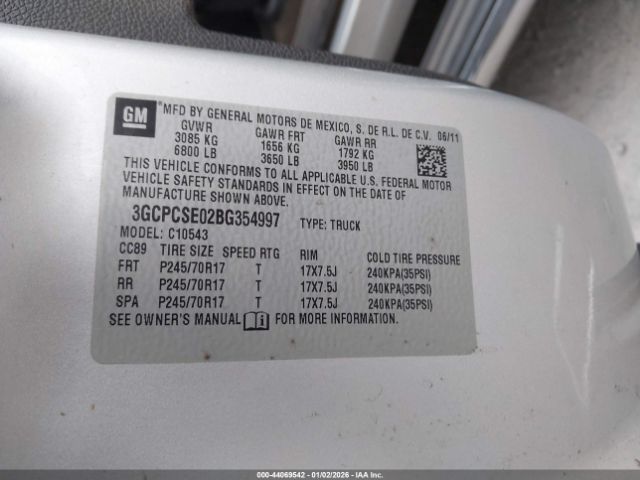 GM
MFD BY GENERAL MOTORS DE MEXICO, S. DE R.L. DE C.V. 06/11
GVWR GAWR FRT GAWR RR
3085 KG 1656 KG 1792 KG
6800 LB 3650 LB 3950 LB
THIS VEHICLE CONFORMS TO ALL APPLICABLE U.S. FEDERAL MOTOR
VEHICLE SAFETY STANDARDS IN EFFECT ON THE DATE OF
MANUFACTURE SHOWN ABOVE.
3GCPCSE02BG354997 TYPE: TRUCK
MODEL: C10543
CC89 TIRE SIZE SPEED RTG RIM COLD TIRE PRESSURE
FRT P245/70R17 T 17X7.5J 240KPA(35PSI)
RR P245/70R17 T 17X7.5J 240KPA(35PSI)
SPA P245/70R17 T 17X7.5J 240KPA(35PSI)
SEE OWNER'S MANUAL FOR MORE INFORMATION.
000-44069542 - 01/02/2026 - IAAI.COM